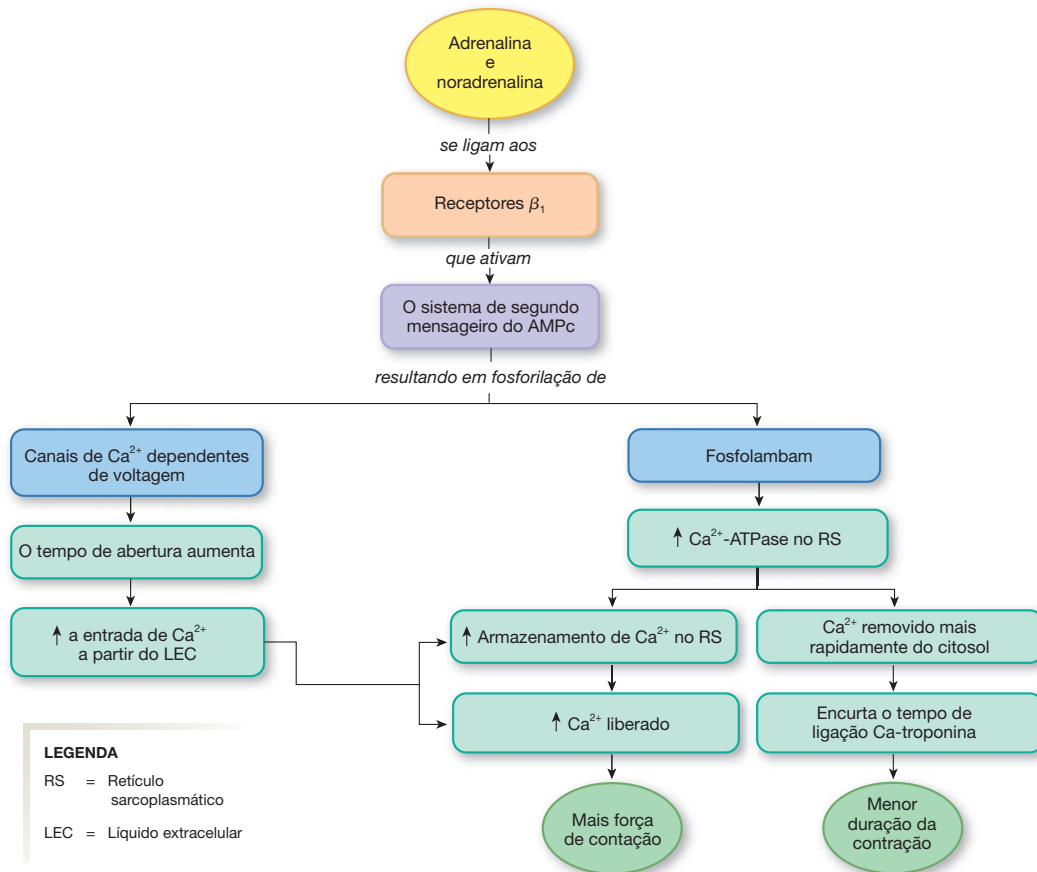 Adrenalina
e
noradrenalina
se ligam aos
Receptores β₁
que ativam
O sistema de segundo
mensageiro do AMPc
resultando em fosforilação de
Canais de Ca²⁺ dependentes
de voltagem
O tempo de abertura aumenta
↑ a entrada de Ca²⁺
a partir do LEC
Fosfolambam
↑ Ca²⁺-ATPase no RS
↑ Armazenamento de Ca²⁺ no RS
↑ Ca²⁺ liberado
Mais força
de contação
Ca²⁺ removido mais
rapidamente do citosol
Encurta o tempo de
ligação Ca-troponina
Menor
duração da
contração
LEGENDA
RS = Retículo
sarcoplasmático
LEC = Líquido extracelular